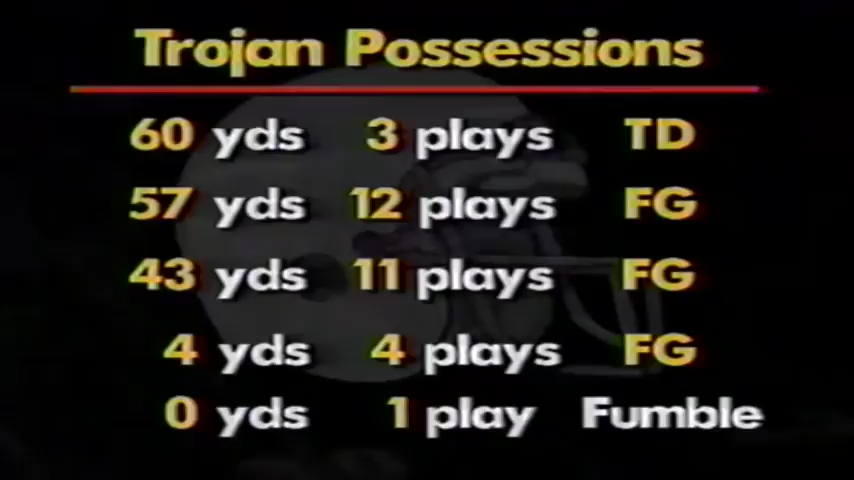 Trojan Possessions
60 yds 3 plays TD
57 yds 12 plays FG
43 yds 11 plays FG
4 yds 4 plays FG
0 yds 1 play Fumble